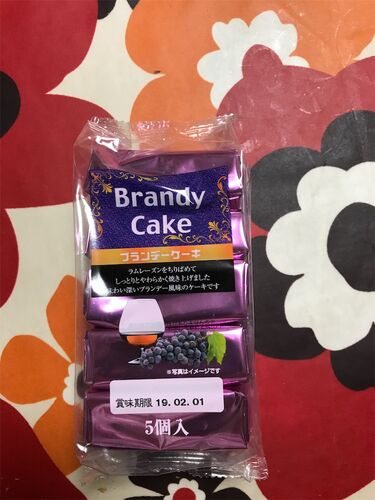 Brandy
Cake
ブランデーケーキ
ラムレーズンをちりばめて
しっとりとやわらかく焼き上げました
味わい深いブランデー風味のケーキです
※写真はイメージです
賞味期限 19.02.01
5個入